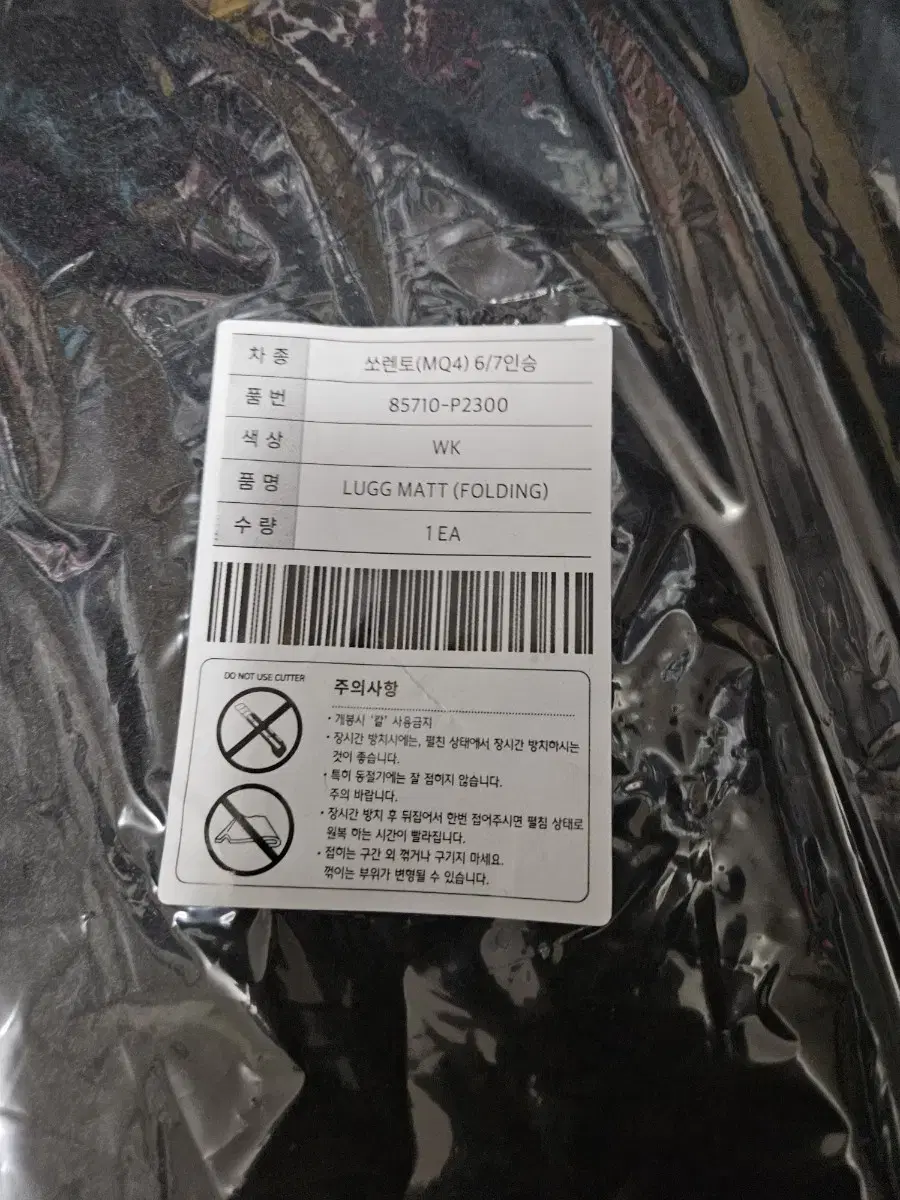 차종 쏘렌토(MQ4) 6/7인승
품번 85710-P2300
색상 WK
품명 LUGG MATT (FOLDING)
수량 1 EA
DO NOT USE CUTTER
주의사항
· 개봉시 '칼' 사용금지
· 장시간 방치시에는, 펼친 상태에서 장시간 방치하시는
것이 좋습니다.
· 특히 동절기에는 잘 접히지 않습니다.
주의 바랍니다.
· 장시간 방치 후 뒤집어서 한번 접어주시면 펼침 상태로
원복 하는 시간이 빨라집니다.
· 접히는 구간 외 꺾거나 구기지 마세요.
꺾이는 부위가 변형될 수 있습니다.